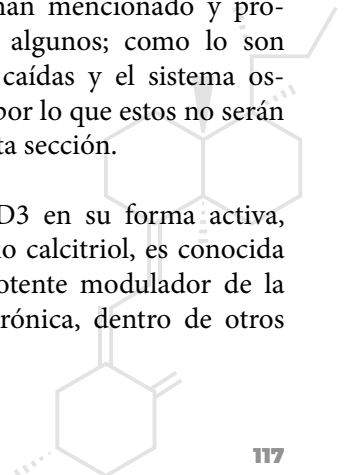 han mencionado y pro-
algunos; como lo son
caídas y el sistema os-
por lo que estos no serán
ta sección.
D3 en su forma activa,
o calcitriol, es conocida
otente modulador de la
rónica, dentro de otros
117